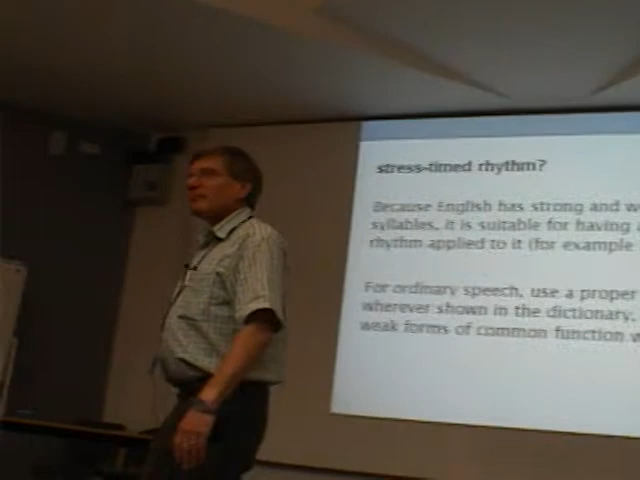 stress-timed rhythm?
Because English has strong and
syllables, it is suitable for having
rhythm applied to it (for example
For ordinary speech, use a proper
wherever shown in the dictionary,
weak forms of common function